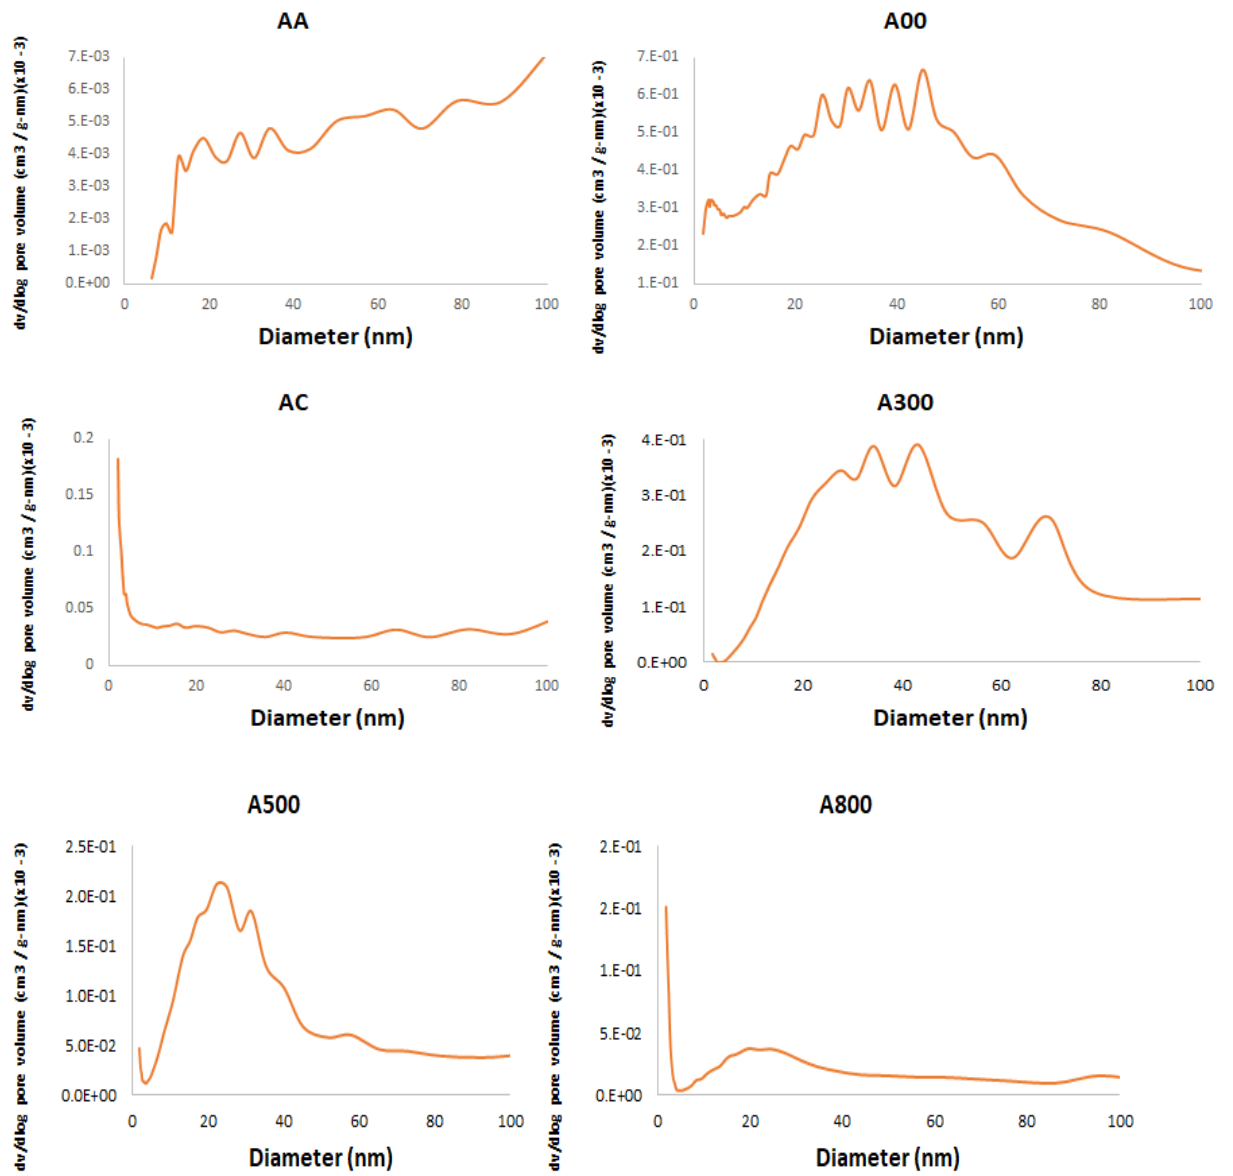 AA
dv/dlog pore volume (cm3 / g-nm)(x10 -3)
7.E-03
6.E-03
5.E-03
4.E-03
3.E-03
2.E-03
1.E-03
0.E+00
0 20 40 60 80 100
Diameter (nm)
A00
dv/dlog pore volume (cm3 / g-nm)(x10 -3)
7.E-01
6.E-01
5.E-01
4.E-01
3.E-01
2.E-01
1.E-01
0 20 40 60 80 100
Diameter (nm)
AC
dv/dlog pore volume (cm3 / g-nm)(x10 -3)
0.2
0.15
0.1
0.05
0
0 20 40 60 80 100
Diameter (nm)
A300
dv/dlog pore volume (cm3 / g-nm)(x10 -3)
4.E-01
3.E-01
2.E-01
1.E-01
0.E+00
0 20 40 60 80 100
Diameter (nm)
A500
dv/dlog pore volume (cm3 / g-nm)(x10 -3)
2.5E-01
2.0E-01
1.5E-01
1.0E-01
5.0E-02
0.0E+00
0 20 40 60 80 100
Diameter (nm)
A800
dv/dlog pore volume (cm3 / g-nm)(x10 -3)
2.E-01
2.E-01
1.E-01
5.E-02
0.E+00
0 20 40 60 80 100
Diameter (nm)